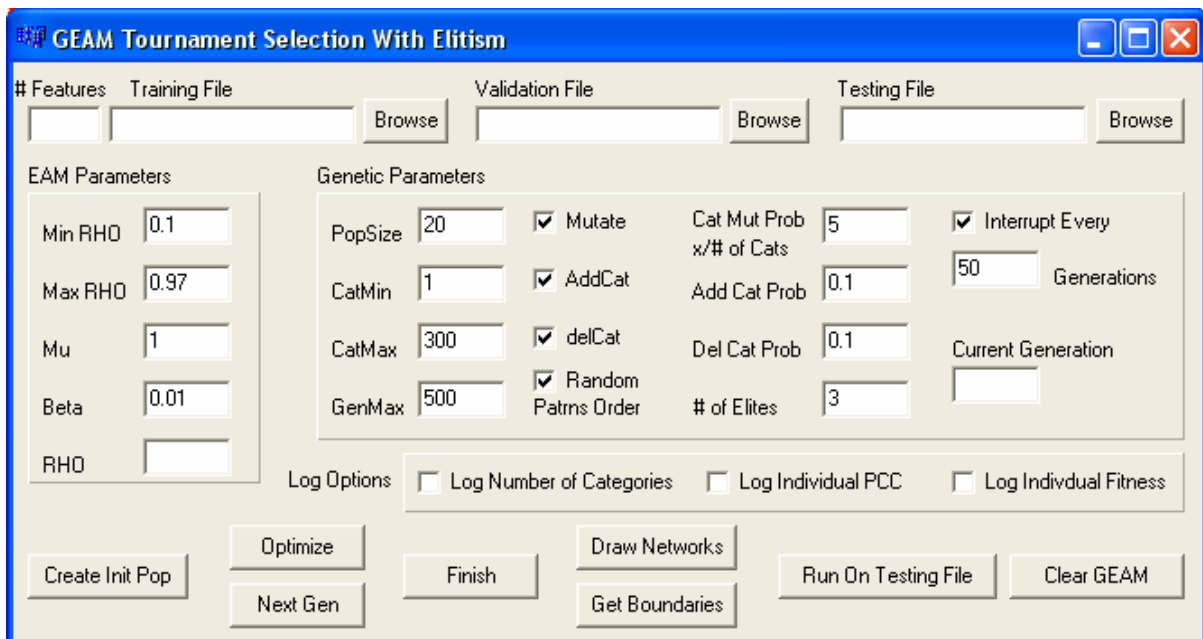 GEAM Tournament Selection With Elitism
# Features Training File Validation File Testing File
Browse Browse Browse
EAM Parameters
Min RHO 0.1
Max RHO 0.97
Mu 1
Beta 0.01
RHO
Genetic Parameters
PopSize 20
CatMin 1
CatMax 300
GenMax 500
Mutate
AddCat
delCat
Random
Patrns Order
Cat Mut Prob
x/# of Cats 5
Add Cat Prob 0.1
Del Cat Prob 0.1
# of Elites 3
Interrupt Every
50 Generations
Current Generation
Log Options Log Number of Categories Log Individual PCC Log Indivdual Fitness
Create Init Pop
Optimize
Next Gen
Finish
Draw Networks
Get Boundaries
Run On Testing File
Clear GEAM